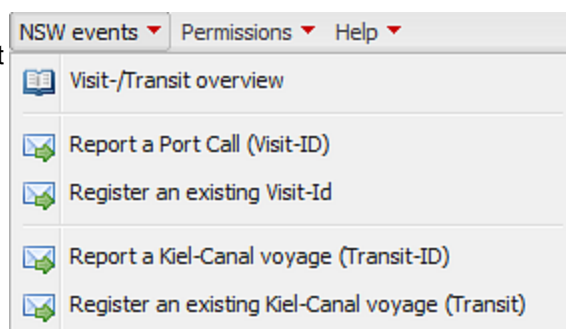 NSW events Permissions Help
t
Visit-/Transit overview
Report a Port Call (Visit-ID)
Register an existing Visit-Id
Report a Kiel-Canal voyage (Transit-ID)
Register an existing Kiel-Canal voyage (Transit)